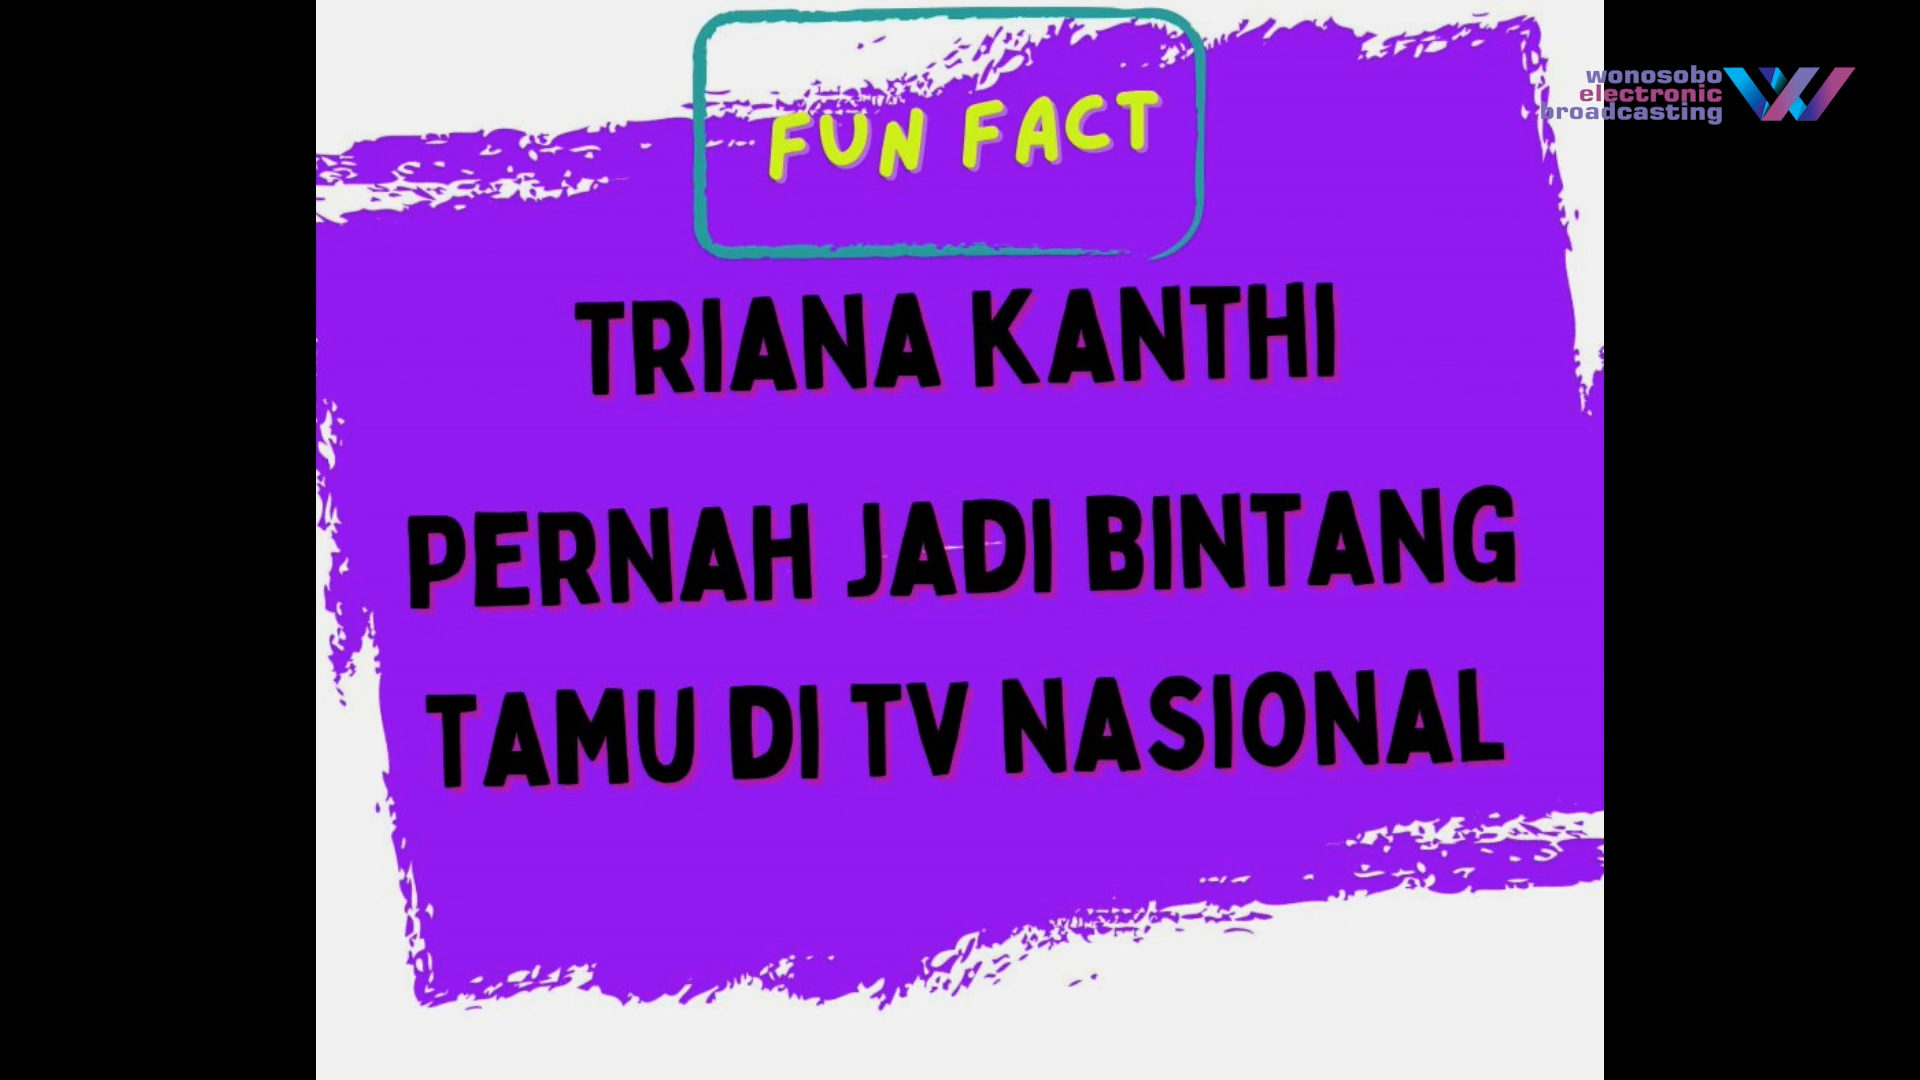 FUN FACT
wonosobo
electronic
broadcasting
TRIANA KANTHI
PERNAH JADI BINTANG
TAMU DI TV NASIONAL